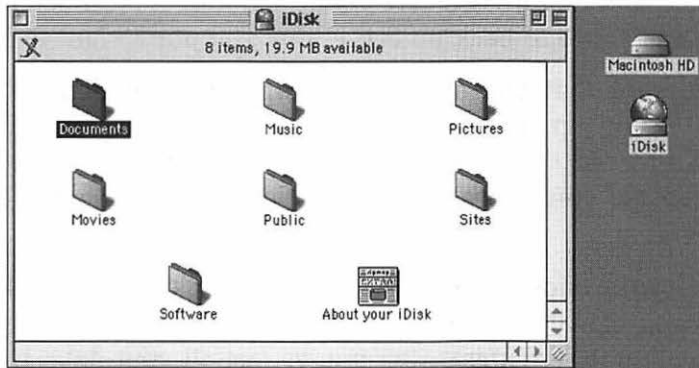 iDisk
8 items, 19.9 MB available
Macintosh HD
iDisk
Documents
Music
Pictures
Movies
Public
Sites
Software
About your iDisk